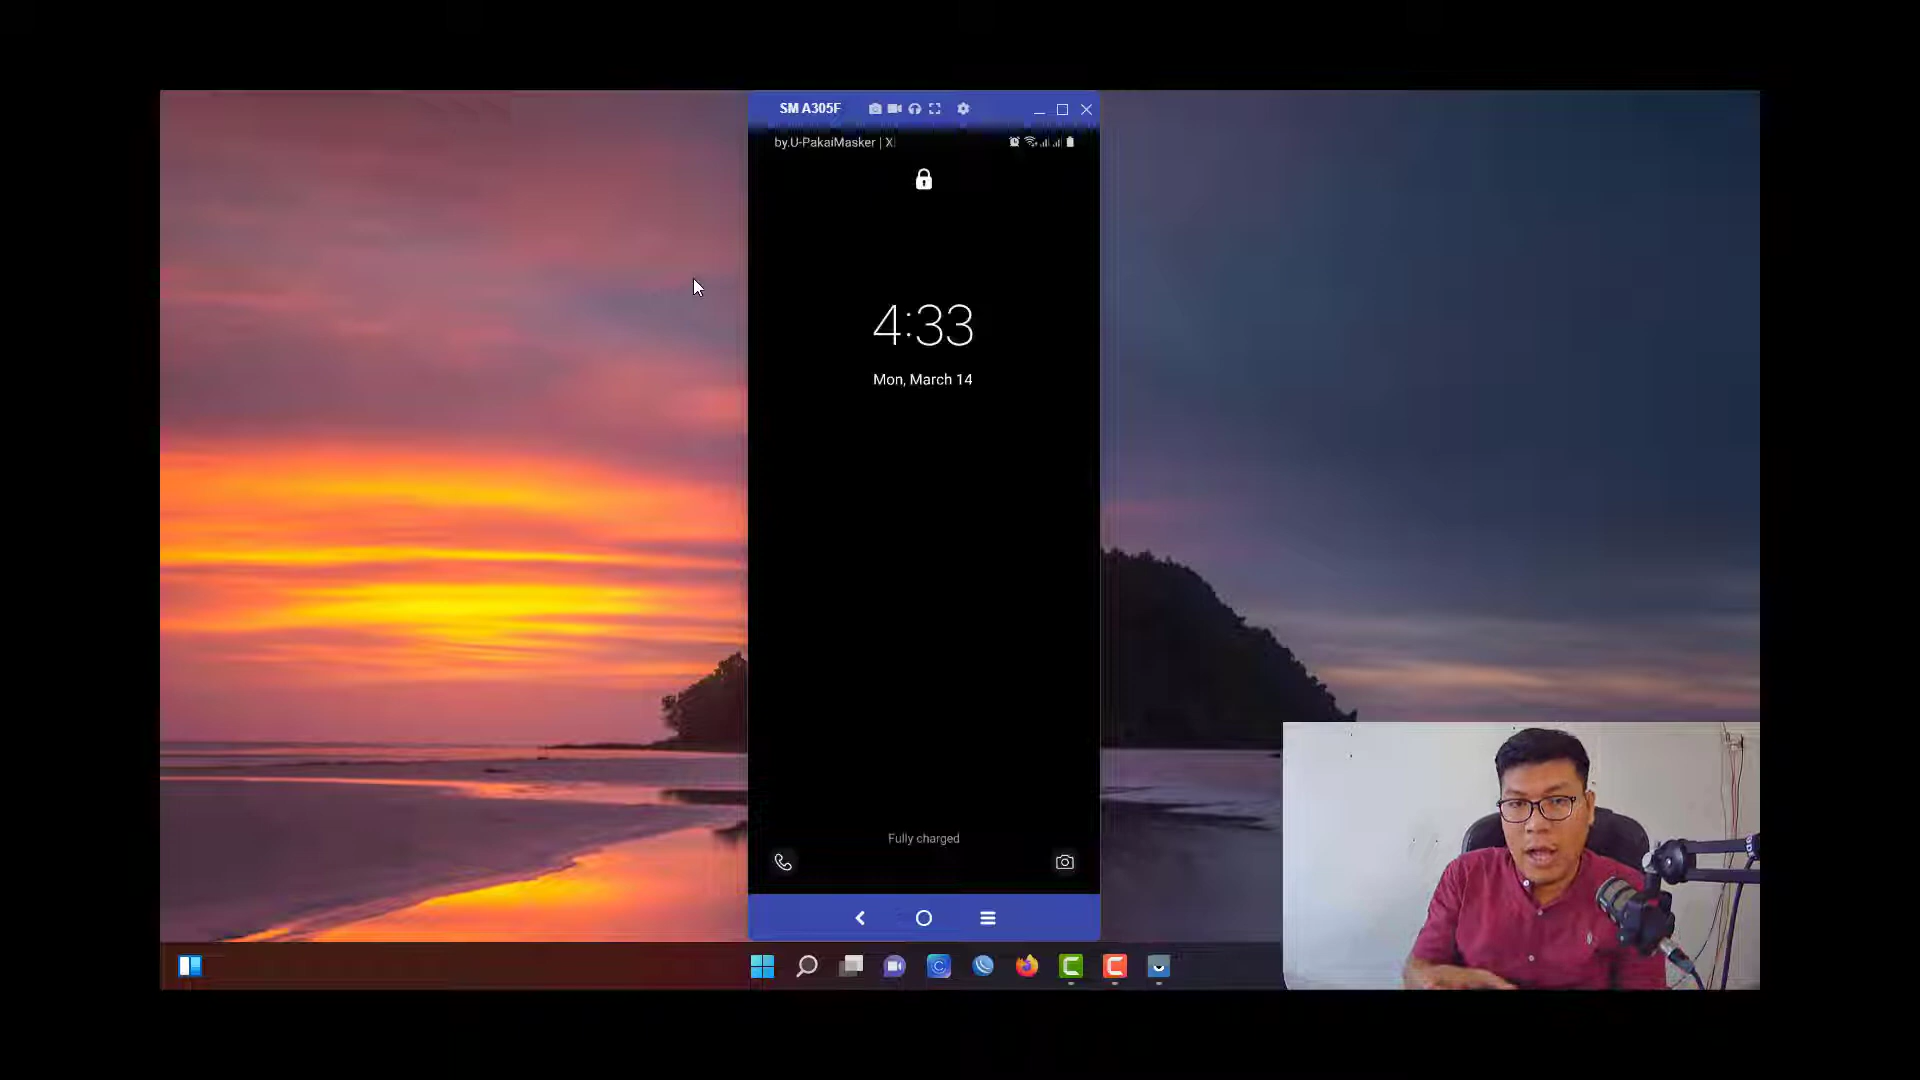 SM A305F
by.U-PakaiMasker | X
4:33
Mon, March 14
Fully charged